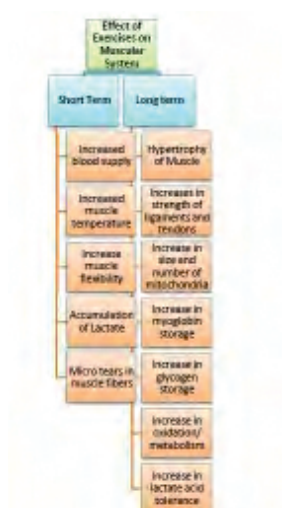 Effect of
Exercises on
Muscular
System
Short Term
Long term
Increased
blood supply
Increased
muscle
temperature
Increase
muscle
flexibility
Accumulation
of Lactate
Micro tears in
muscle fibers
Hypertrophy
of Muscle
Increases in
strength of
ligaments and
tendons
Increase in
size and
number of
mitochondria
Increase in
myoglobin
storage
Increase in
glycogen
storage
Increase in
oxidation/
metabolism
Increase in
lactate acid
tolerance